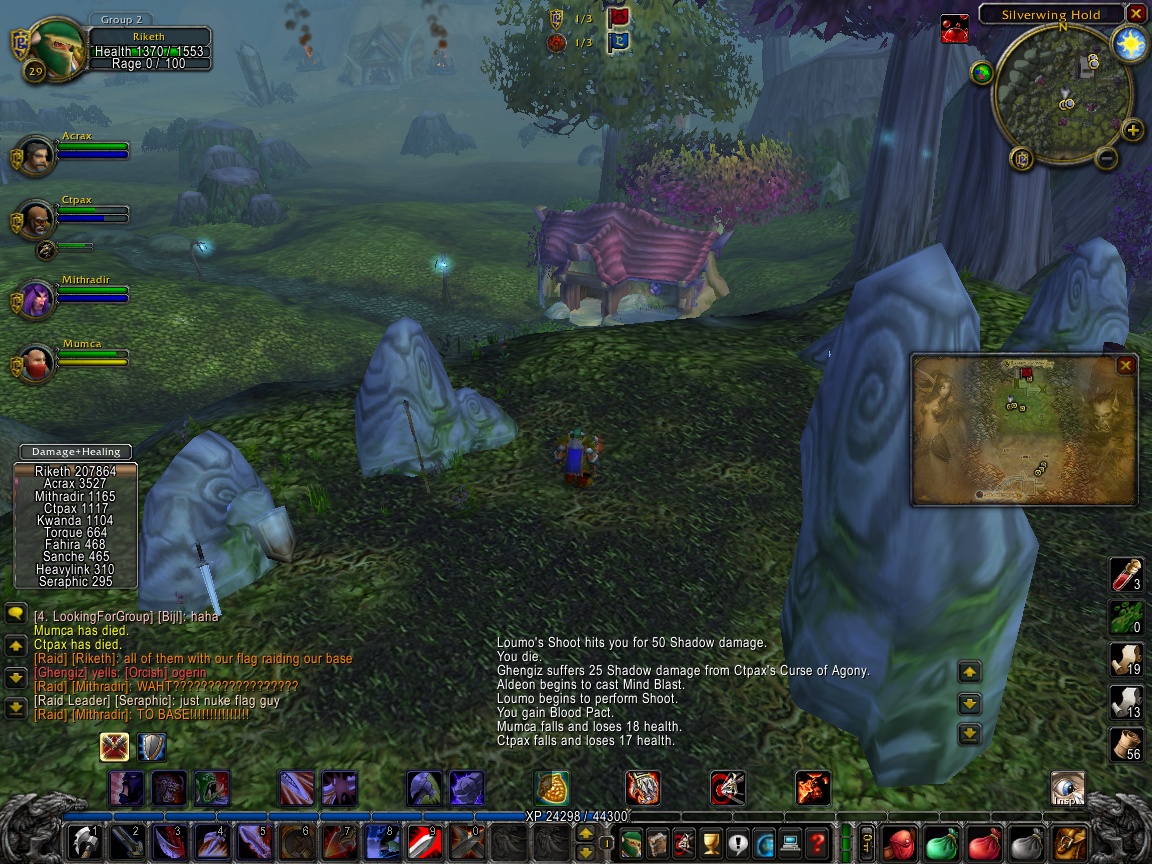 Group 2
Riketh
Health 1370 / 1553
Rage 0 / 100
29
1/3
1/3
Silverwing Hold
N
Acrax
Ctpax
Mithradir
Mumca
Damage+Healing
Riketh 207864
Acrax 3527
Mithradir 1165
Ctpax 1117
Kwanda 1104
Torque 664
Fahira 468
Sanche 465
Heavylink 310
Seraphic 295
[4. LookingForGroup] [Bijl]: haha
Mumca has died.
Ctpax has died.
[Raid] [Riketh]: all of them with our flag raiding our base
[Ghengiz] yells: [Orcish] ogerin
[Raid] [Mithradir]: WAHT??????????????????
[Raid Leader] [Seraphic]: just nuke flag guy
[Raid] [Mithradir]: TO BASE!!!!!!!!!!!!!!!
Loumo's Shoot hits you for 50 Shadow damage.
You die.
Ghengiz suffers 25 Shadow damage from Ctpax's Curse of Agony.
Aldeon begins to cast Mind Blast.
Loumo begins to perform Shoot.
You gain Blood Pact.
Mumca falls and loses 18 health.
Ctpax falls and loses 17 health.
3
0
19
13
56
Insp
XP 24298 / 44300
1
2
3
4
5
6
7
8
9
0
1